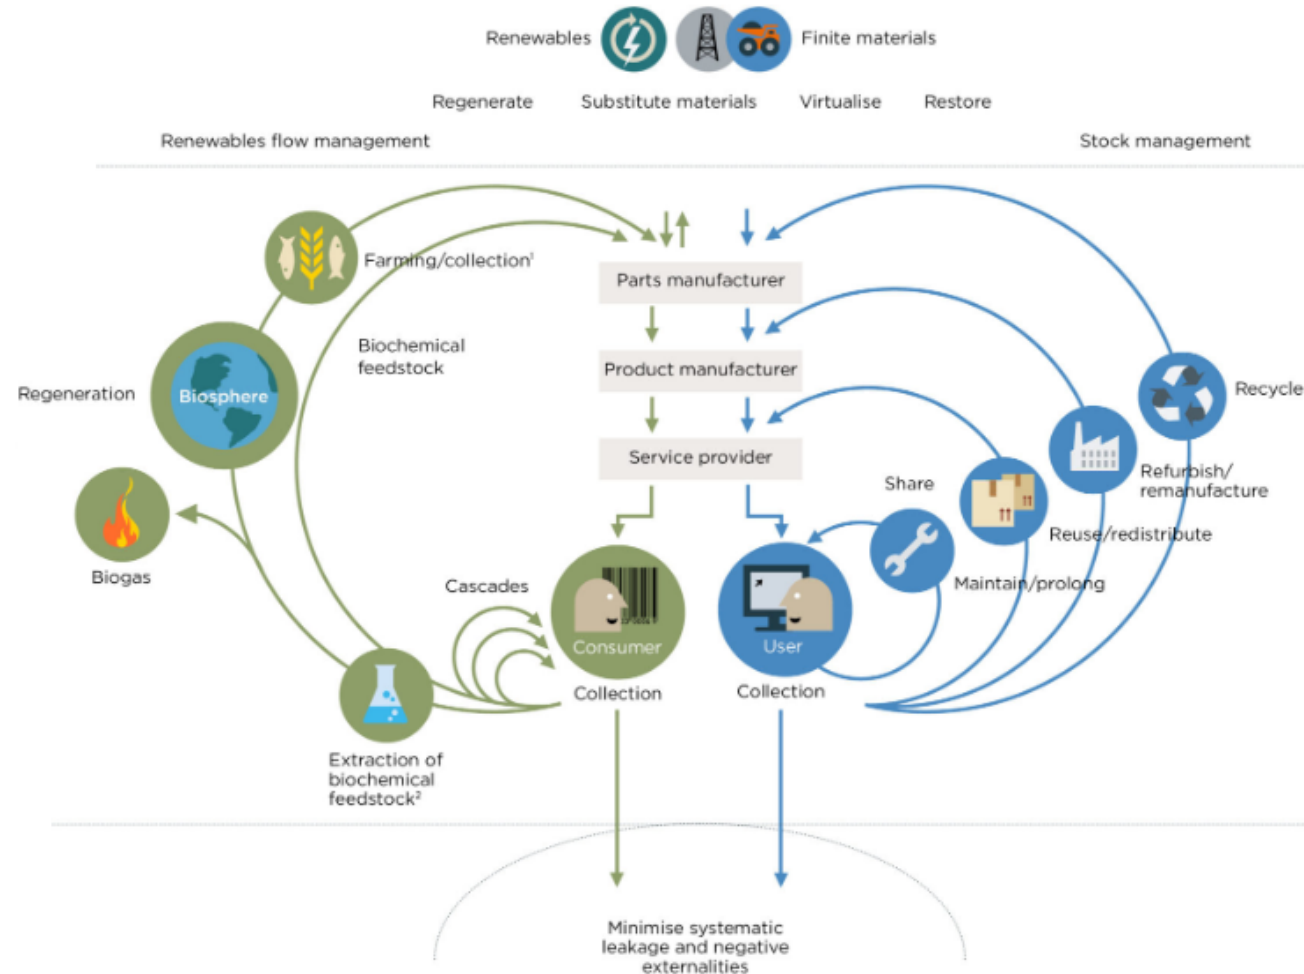 Renewables
Finite materials
Regenerate
Substitute materials
Virtualise
Restore
Renewables flow management
Stock management
Farming/collection¹
Parts manufacturer
Biochemical
feedstock
Product manufacturer
Regeneration
Biosphere
Recycle
Service provider
Share
Refurbish/
remanufacture
Reuse/redistribute
Biogas
Cascades
Maintain/prolong
Consumer
User
Collection
Collection
Extraction of
biochemical
feedstock²
Minimise systematic
leakage and negative
externalities